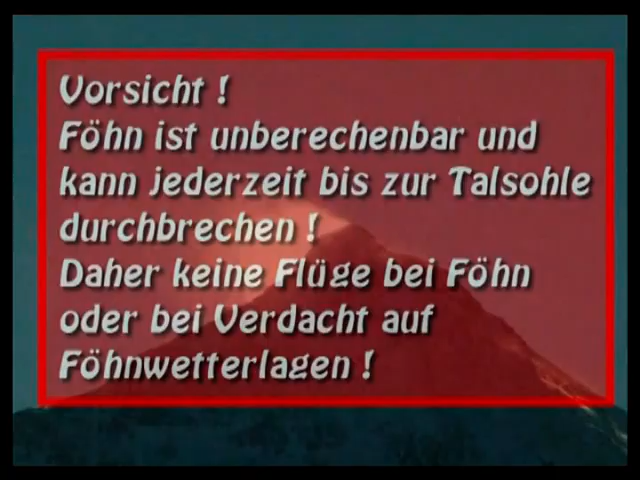 Vorsicht !
Föhn ist unberechenbar und
kann jederzeit bis zur Talsohle
durchbrechen !
Daher keine Flüge bei Föhn
oder bei Verdacht auf
Föhnwetterlagen !